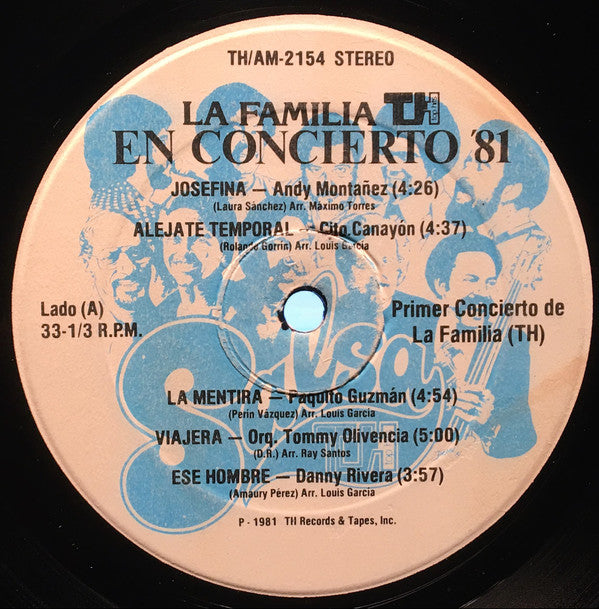 TH/AM-2154 STEREO
LA FAMILIA TH
EN CONCIERTO '81
JOSEFINA — Andy Montañez (4:26)
(Laura Sánchez) Arr. Máximo Torres
ALEJATE TEMPORAL — Cito Canayón (4:37)
(Rolando Gorrin) Arr. Louis García
Lado (A)
33-1/3 R.P.M.
Primer Concierto de
La Familia (TH)
Salsa
TH
LA MENTIRA — Paquito Guzmán (4:54)
(Perin Vázquez) Arr. Louis García
VIAJERA — Orq. Tommy Olivencia (5:00)
(D.R.) Arr. Ray Santos
ESE HOMBRE — Danny Rivera (3:57)
(Amaury Pérez) Arr. Louis García
P - 1981 TH Records & Tapes, Inc.